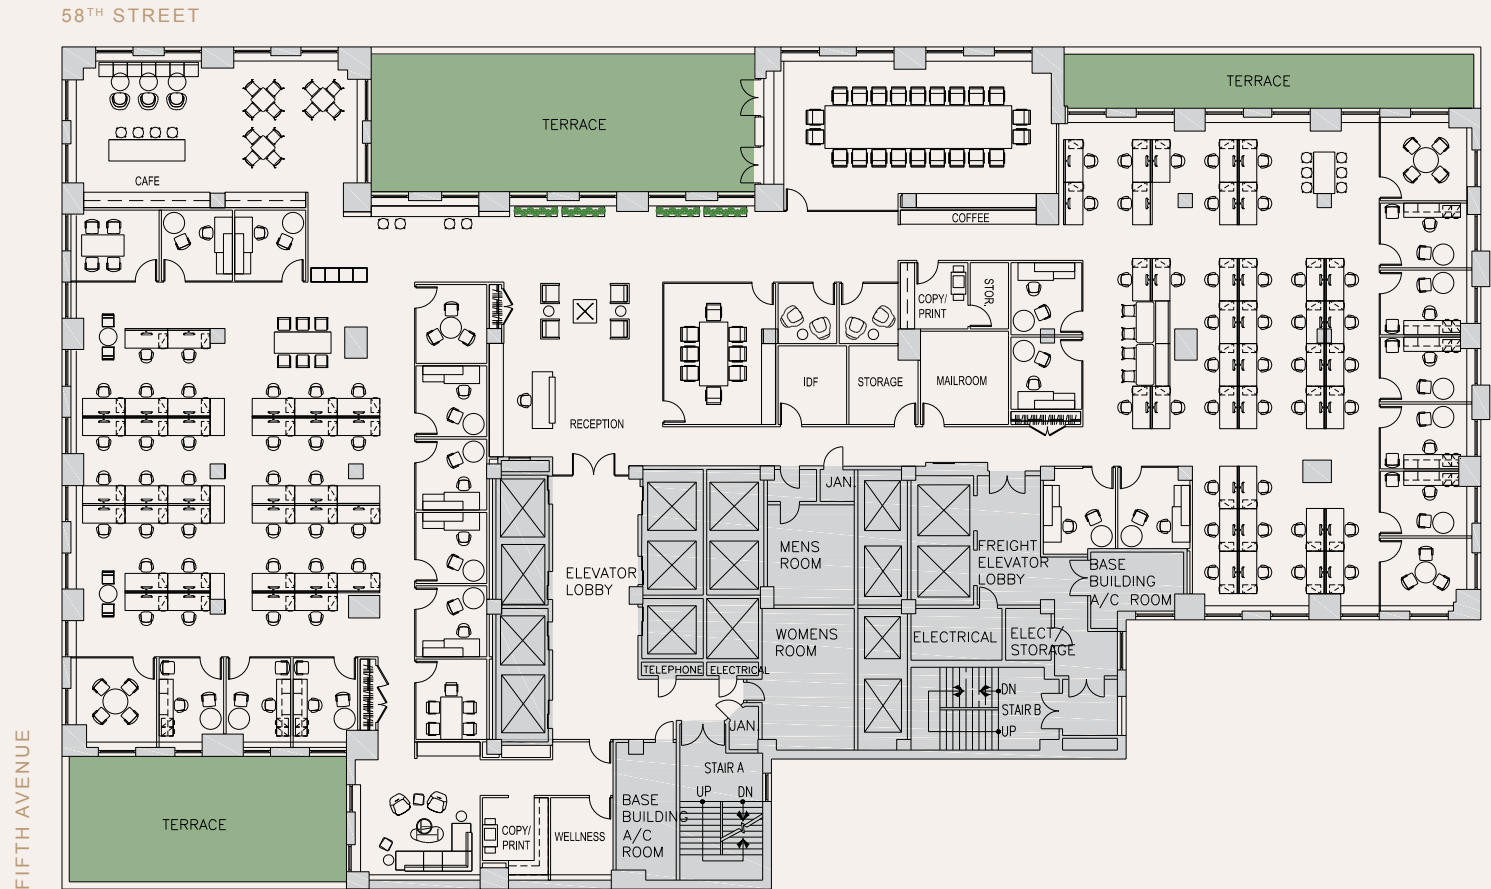 58TH STREET
TERRACE
TERRACE
CAFE
COFFEE
COPY/
PRINT
STOR.
IDF
STORAGE
MAILROOM
RECEPTION
JAN.
MENS
ROOM
FREIGHT
ELEVATOR
LOBBY
ELEVATOR
LOBBY
BASE
BUILDING
A/C ROOM
WOMENS
ROOM
ELECTRICAL
ELECT/
STORAGE
TELEPHONE
ELECTRICAL
DN
STAIR B
UP
JAN.
STAIR A
UP
DN
BASE
BUILDING
A/C
ROOM
COPY/
PRINT
WELLNESS
TERRACE
FIFTH AVENUE